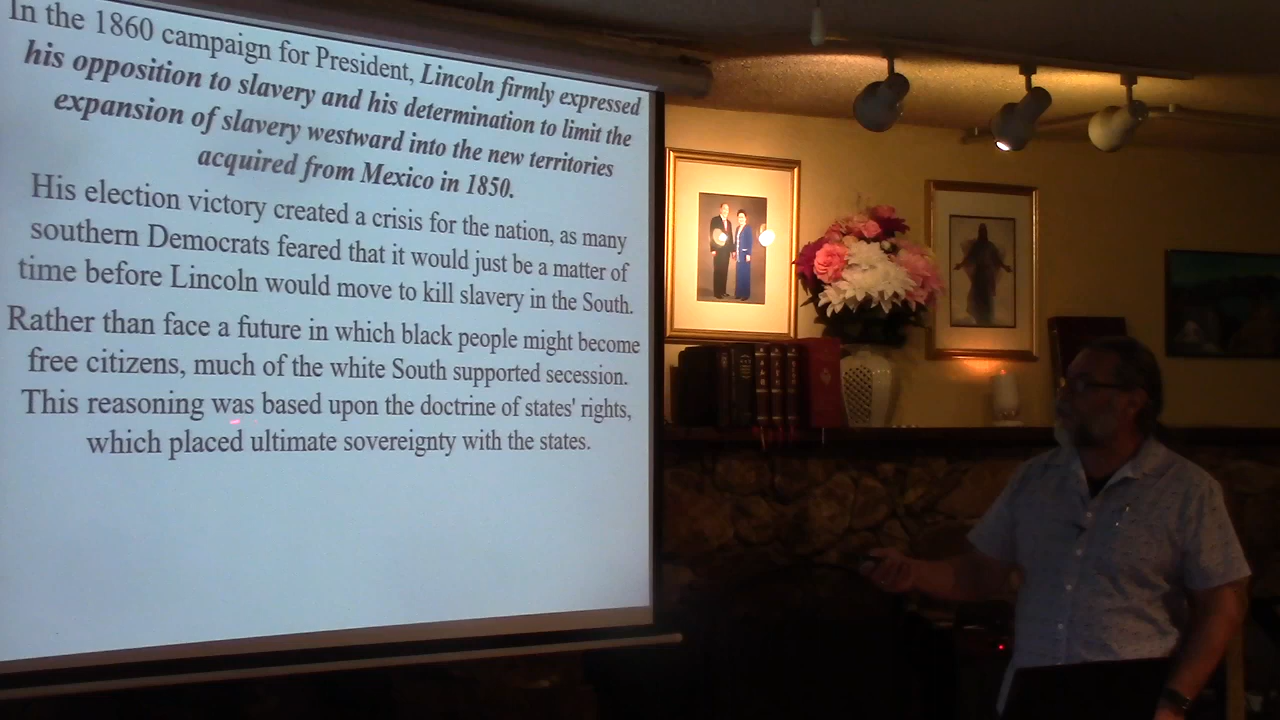 In the 1860 campaign for President, Lincoln firmly expressed
his opposition to slavery and his determination to limit the
expansion of slavery westward into the new territories
acquired from Mexico in 1850.
His election victory created a crisis for the nation, as many
southern Democrats feared that it would just be a matter of
time before Lincoln would move to kill slavery in the South.
Rather than face a future in which black people might become
free citizens, much of the white South supported secession.
This reasoning was based upon the doctrine of states' rights,
which placed ultimate sovereignty with the states.